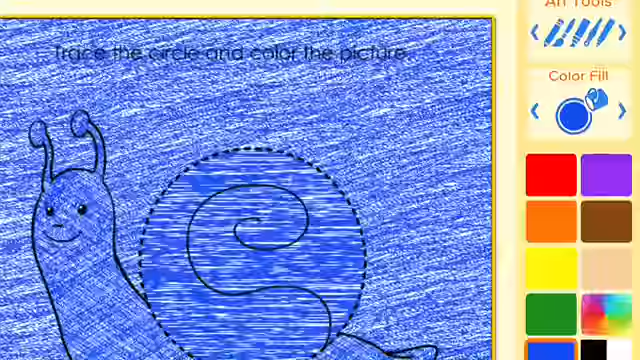 Trace the circle and color the picture
Art Tools
Color Fill